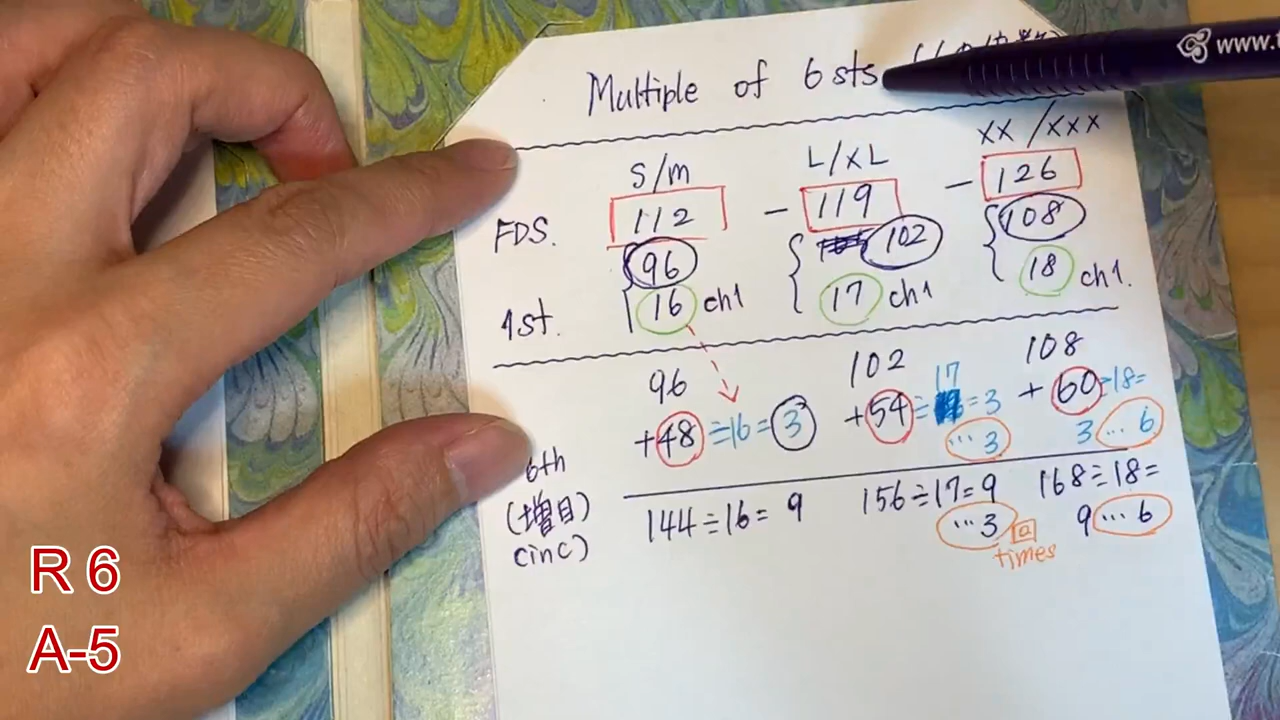 Multiple of 6 sts
www.t
S/M L/XL XX/XXX
FDS. 112 - 119 - 126
96 102 108
1st. 16 ch1 17 ch1 18 ch1.
96 102 108
+48 ÷16 = 3 +54 ÷ 17 = 3 ... 3 + 60 ÷18= 3 ... 6
6th
(增目) 144 ÷ 16 = 9 156 ÷ 17 = 9 168 ÷ 18 =
cinc) ... 3 回 9 ... 6
times
R 6
A-5